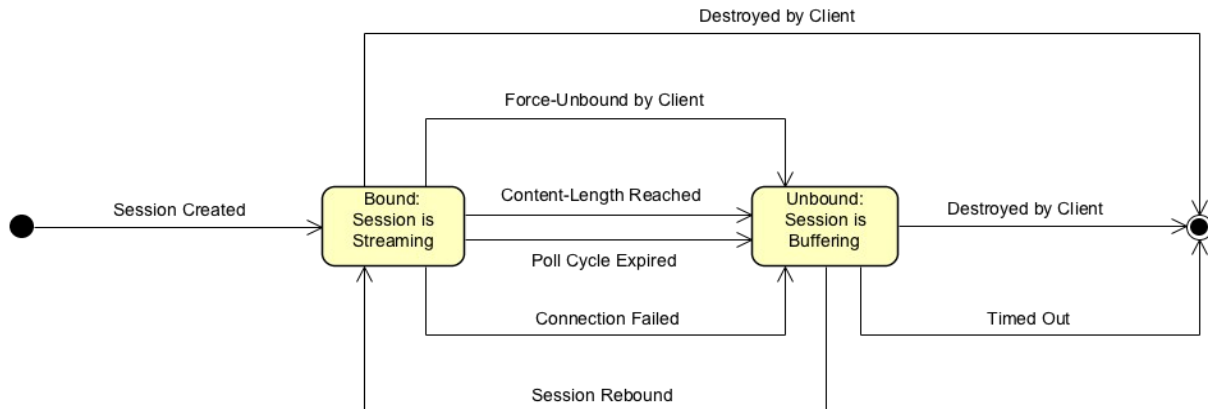 Destroyed by Client
Force-Unbound by Client
Session Created
Bound:
Session is
Streaming
Content-Length Reached
Poll Cycle Expired
Unbound:
Session is
Buffering
Destroyed by Client
Connection Failed
Timed Out
Session Rebound